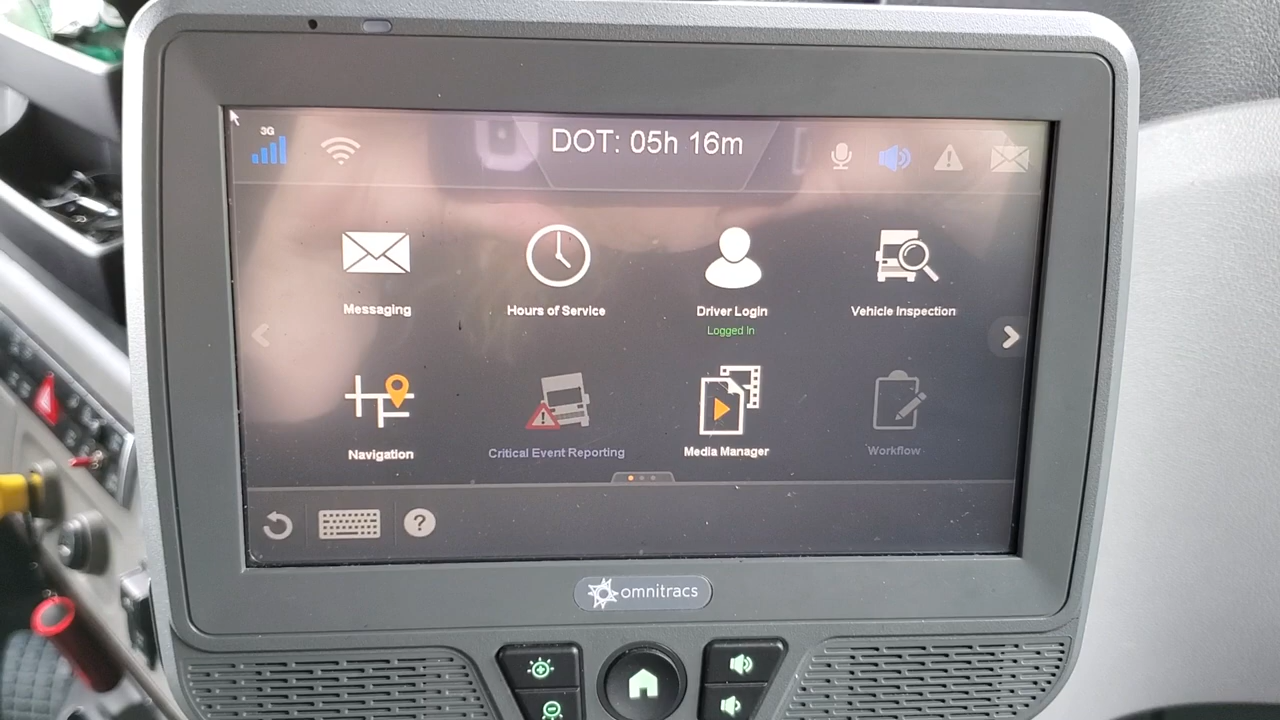 3G
DOT: 05h 16m
Messaging
Hours of Service
Driver Login
Vehicle Inspection
Logged In
Navigation
Critical Event Reporting
Media Manager
Workflow
?
omnitracs